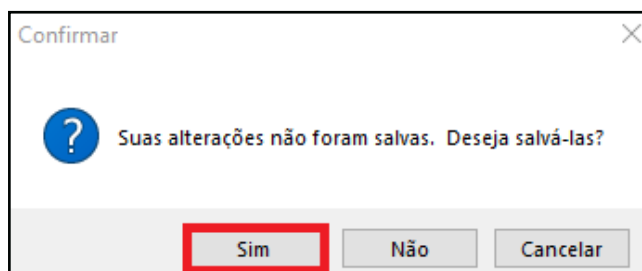 Confirmar
Suas alterações não foram salvas.  Deseja salvá-las?
Sim
Não
Cancelar